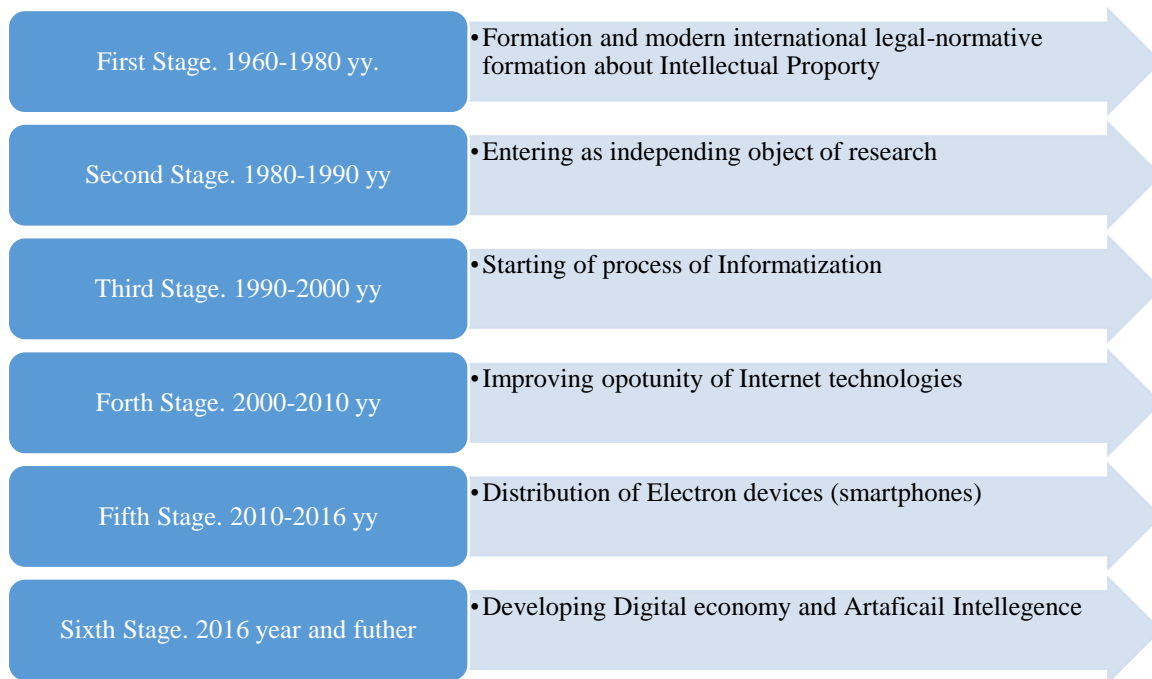 First Stage. 1960-1980 yy.
•Formation and modern international legal-normative
formation about Intellectual Property
Second Stage. 1980-1990 yy
•Entering as independing object of research
Third Stage. 1990-2000 yy
•Starting of process of Informatization
Forth Stage. 2000-2010 yy
•Improving opotunity of Internet technologies
Fifth Stage. 2010-2016 yy
•Distribution of Electron devices (smartphones)
Sixth Stage. 2016 year and futher
•Developing Digital economy and Artaficail Intellegence